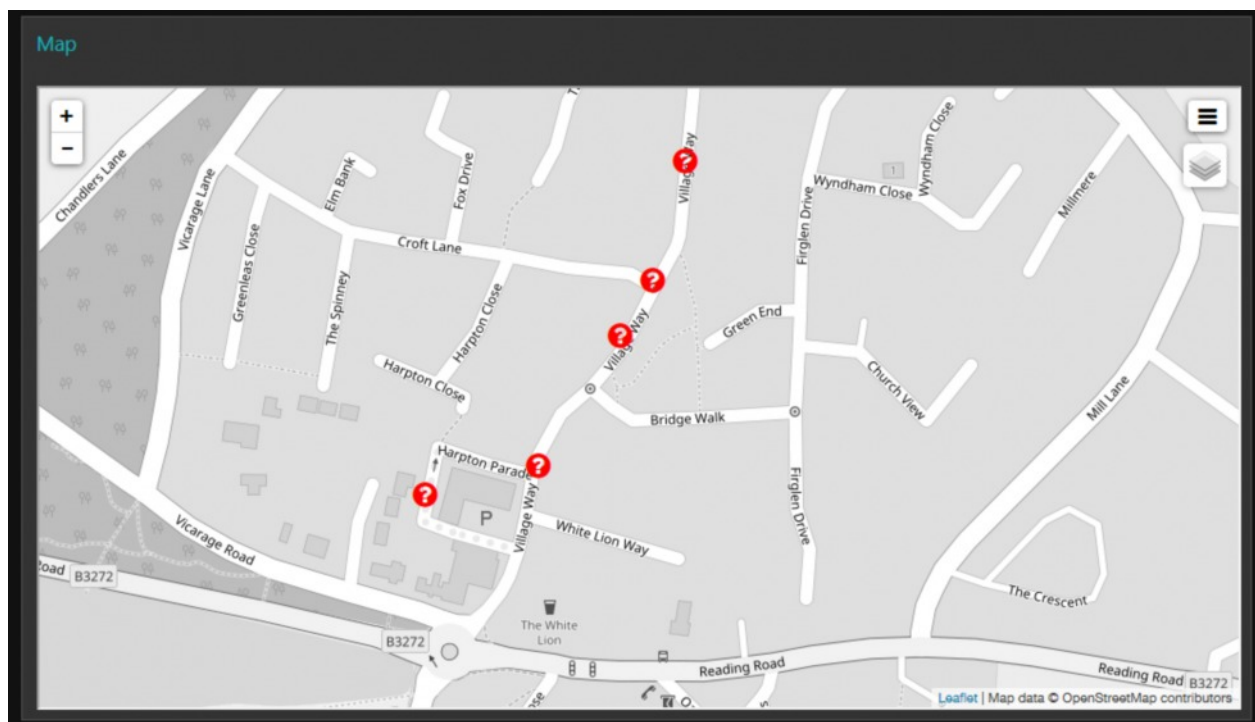 Map
+
−
Chandlers Lane
Vicarage Lane
Elm Bank
Fox Drive
Village Way
Firglen Drive
Wyndham Close
1
Wyndham Close
Millmere
Croft Lane
Greenleas Close
The Spinney
Harpton Close
Harpton Close
?
?
?
Village Way
Green End
Church View
Mill Lane
Bridge Walk
Harpton Parade
?
?
P
Village Way
White Lion Way
Firglen Drive
Vicarage Road
Road
B3272
The Crescent
The White
Lion
B3272
Reading Road
Reading Road
B3272
Leaflet | Map data © OpenStreetMap contributors